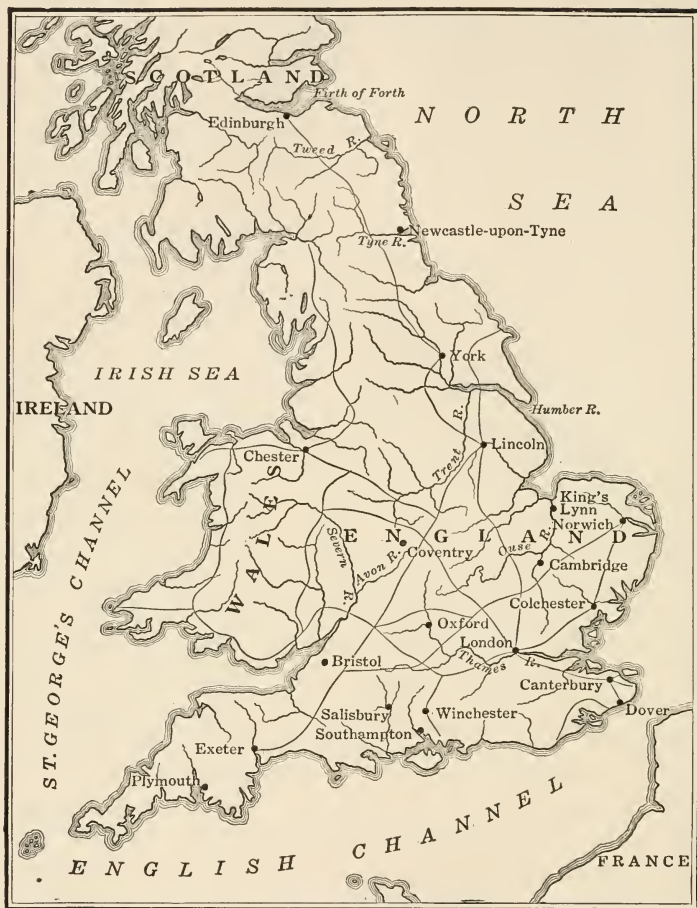 SCOTLAND
Firth of Forth
Edinburgh
NORTH
SEA
Tweed R.
Newcastle-upon-Tyne
Tyne R.
York
IRISH SEA
IRELAND
Humber R.
Trent R.
Lincoln
Chester
King's
Lynn
Norwich
WALES
ENGLAND
Severn R.
Avon R.
Coventry
Ouse R.
Cambridge
Colchester
Oxford
London
Thames R.
Bristol
Canterbury
Dover
Salisbury
Winchester
Southampton
Exeter
Plymouth
ST. GEORGE'S CHANNEL
ENGLISH CHANNEL
FRANCE